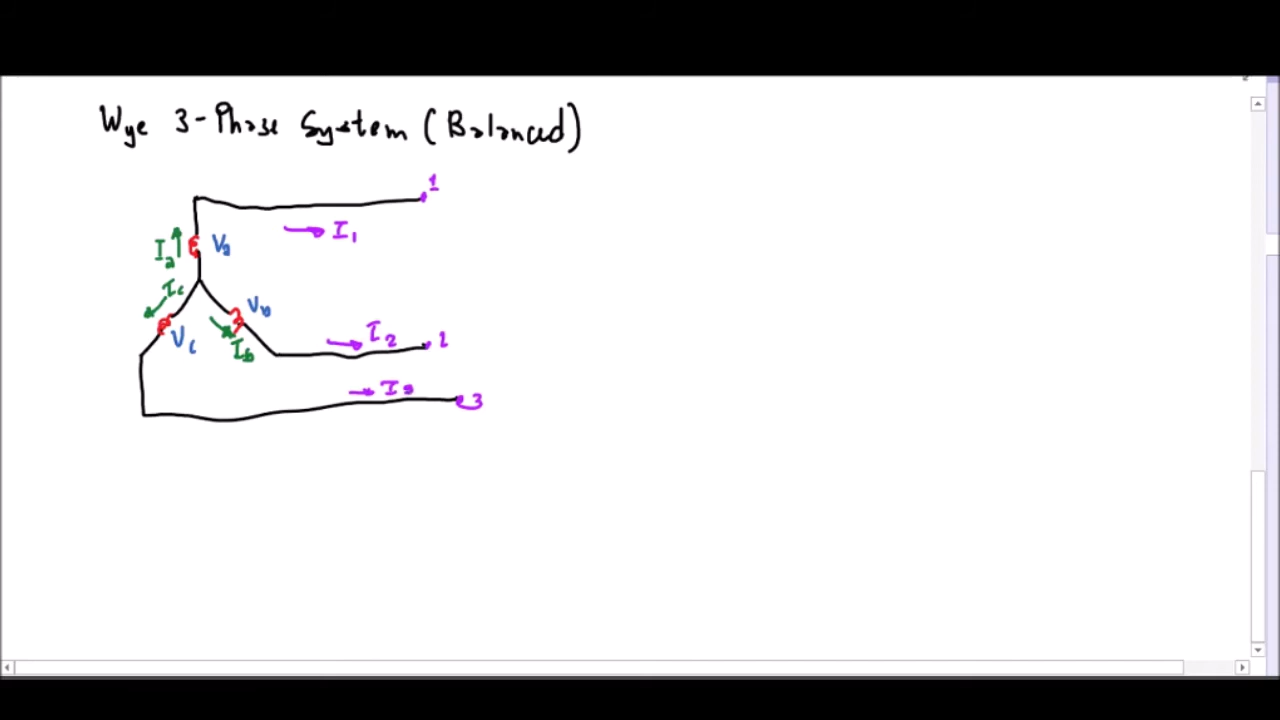 Wye 3-Phase System (Balanced)
1
I1
Ia
Va
Ic
Vb
Vc
Ib
I2
2
I3
3